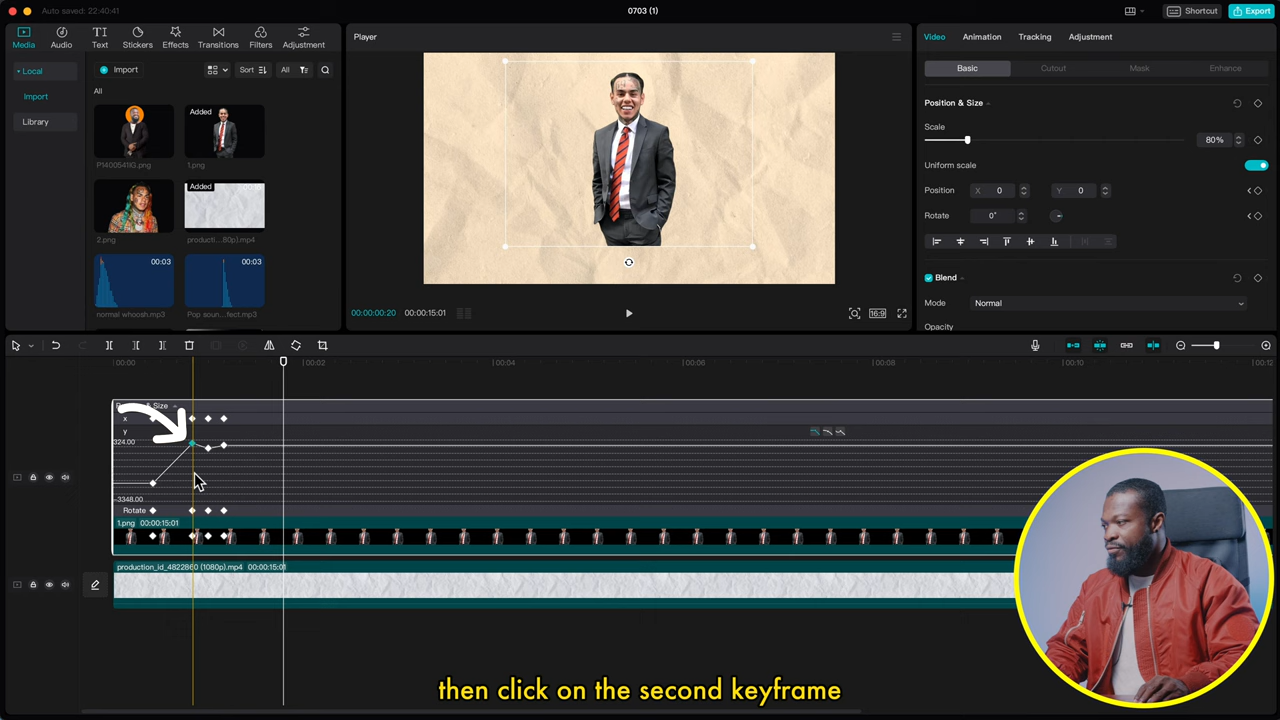 Auto saved: 22:40:41
0703 (1)
Shortcut
Export
Media
Audio
Text
Stickers
Effects
Transitions
Filters
Adjustment
Player
Video
Animation
Tracking
Adjustment
Local
Import
Sort
All
Basic
Cutout
Mask
Enhance
Import
All
Library
Position & Size
Added
Scale
80%
P1400541IG.png
1.png
Uniform scale
Added
Position
X
0
Y
0
Rotate
0°
2.png
producti...80p).mp4
00:03
00:03
Blend
Mode
Normal
normal whoosh.mp3
Pop soun...fect.mp3
00:00:00:20
00:00:15:01
16:9
Opacity
00:00
00:02
00:04
00:06
00:08
00:10
00:12
x
y
324.00
-3348.00
Rotate
1.png 00:00:15:01
production_id_4822860 (1080p).mp4 00:00:15:01
then click on the second keyframe